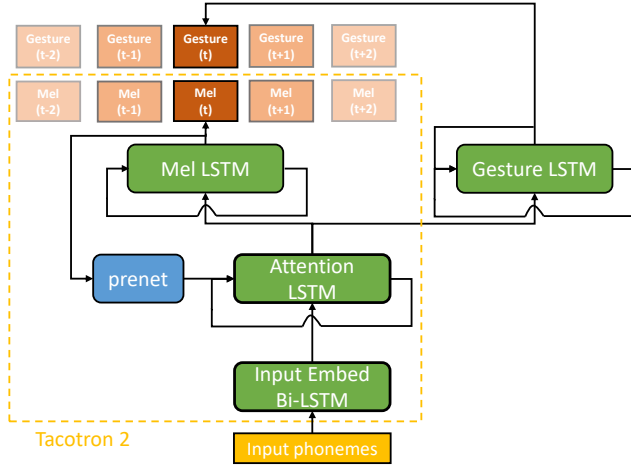 Gesture (t-2)
Gesture (t-1)
Gesture (t)
Gesture (t+1)
Gesture (t+2)
Mel (t-2)
Mel (t-1)
Mel (t)
Mel (t+1)
Mel (t+2)
Mel LSTM
Gesture LSTM
prenet
Attention
LSTM
Input Embed
Bi-LSTM
Tacotron 2
Input phonemes